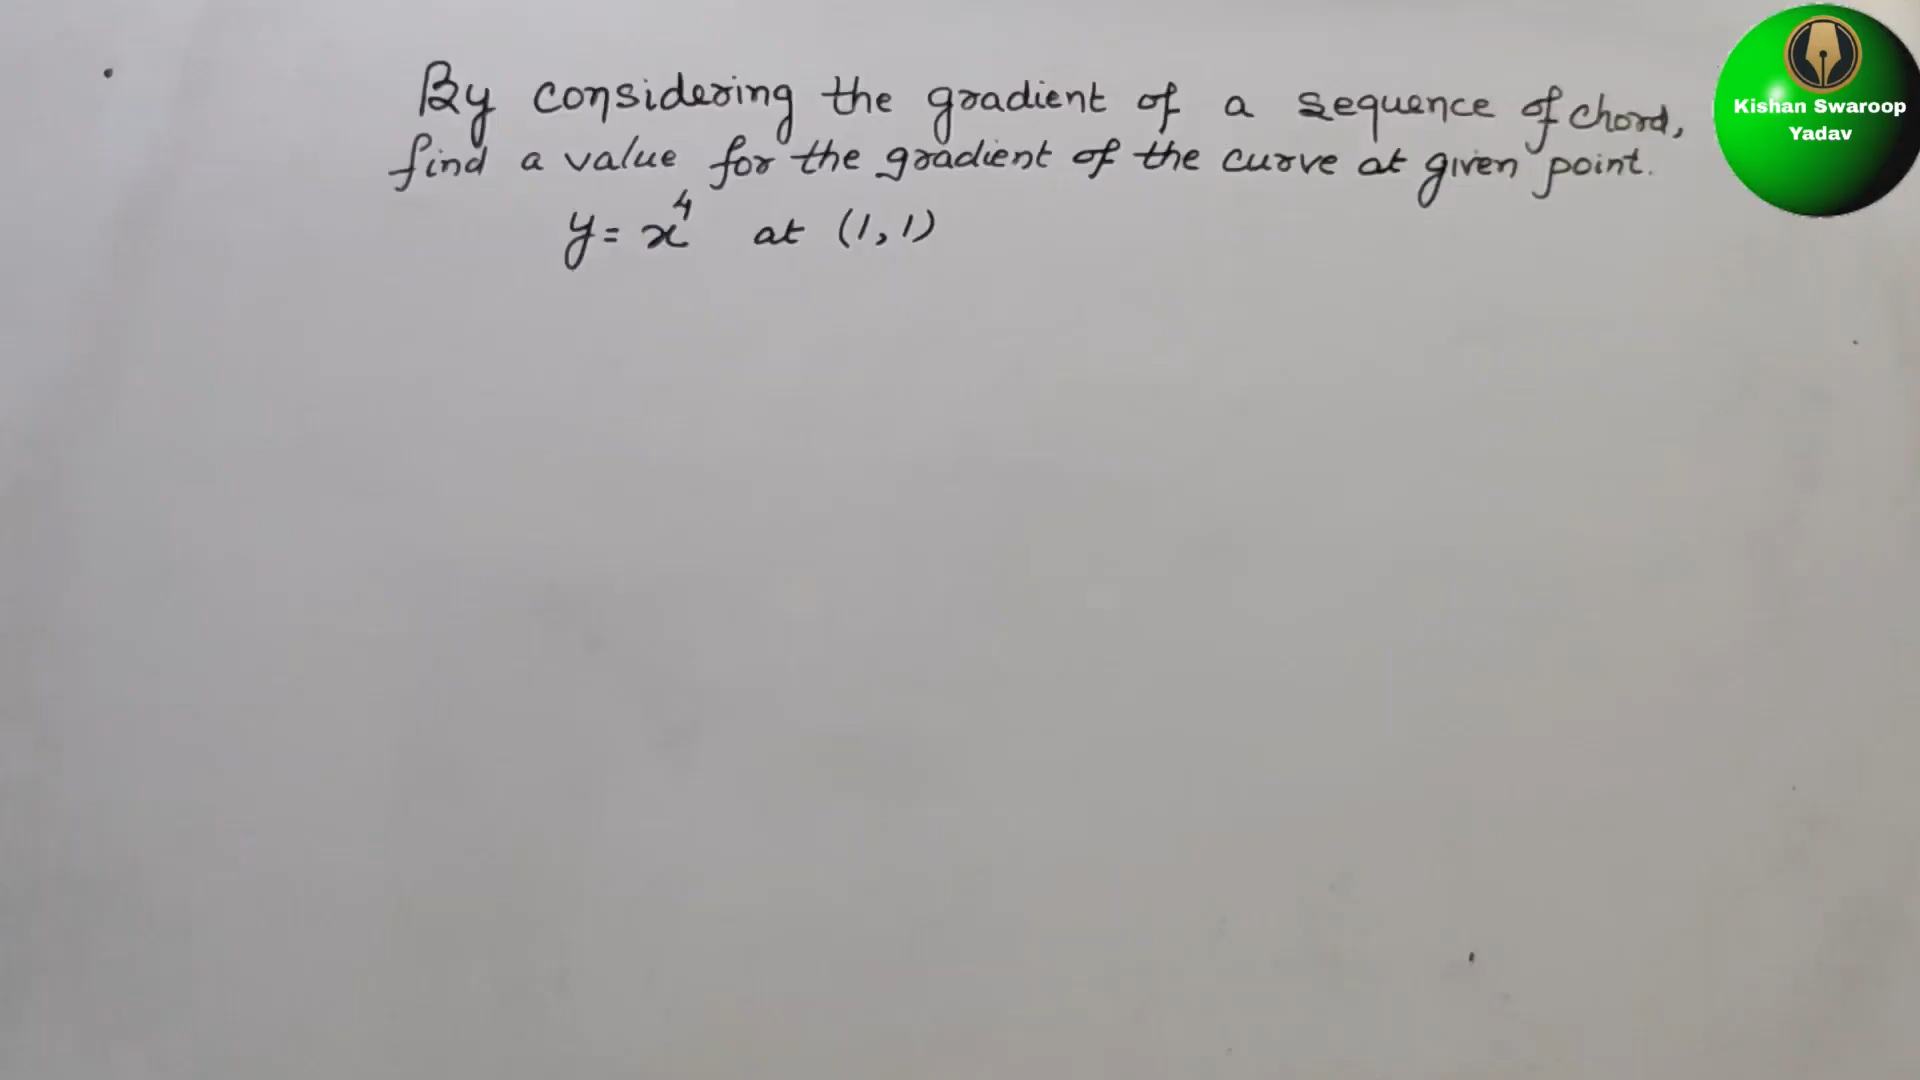 By considering the gradient of a sequence of chord,
find a value for the gradient of the curve at given point.
y = x⁴ at (1, 1)
Kishan Swaroop
Yadav